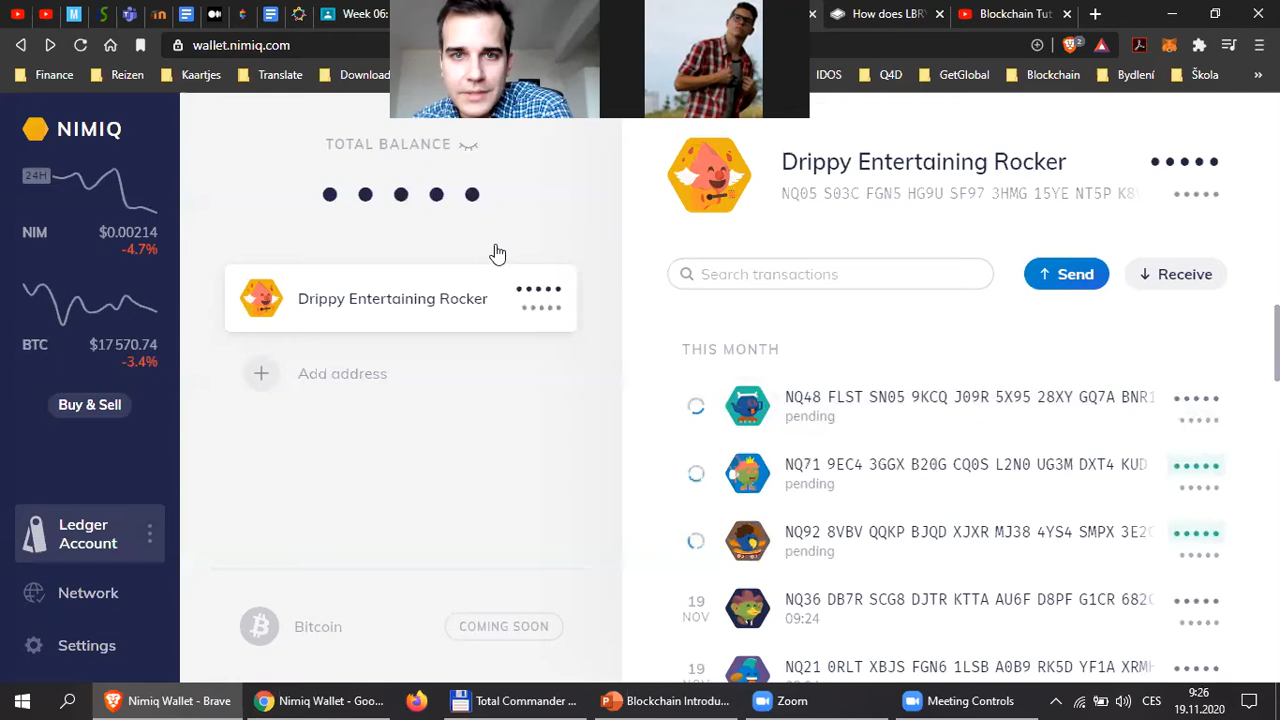 Week 06:
How does LBRY
Blockchain Tut
wallet.nimiq.com
2
Finance
Reizen
Kaartjes
Translate
Download
IDOS
Q4D
GetGlobal
Blockchain
Bydlení
Škola
NIMIQ
24H
NIM $0.00214
-4.7%
BTC $17 570.74
-3.4%
Buy & Sell
Ledger
Account
Network
Settings
TOTAL BALANCE
Drippy Entertaining Rocker
Add address
Bitcoin
COMING SOON
Drippy Entertaining Rocker
NQ05 S03C FGN5 HG9U SF97 3HMG 15YE NT5P K8
Search transactions
Send
Receive
THIS MONTH
NQ48 FLST SN05 9KCQ J09R 5X95 28XY GQ7A BNR1
pending
NQ71 9EC4 3GGX B20G CQ0S L2N0 UG3M DXT4 KUD
pending
NQ92 8VBV QQKP BJQD XJXR MJ38 4YS4 SMPX 3E2
pending
19
NOV
NQ36 DB7R SCG8 DJTR KTTA AU6F D8PF G1CR 682
09:24
19
NQ21 0RLT XBJS FGN6 1LSB A0B9 RK5D YF1A XRM
Nimiq Wallet - Brave
Nimiq Wallet - Goo...
Total Commander ...
Blockchain Introdu...
Zoom
Meeting Controls
CES
9:26
19.11.2020